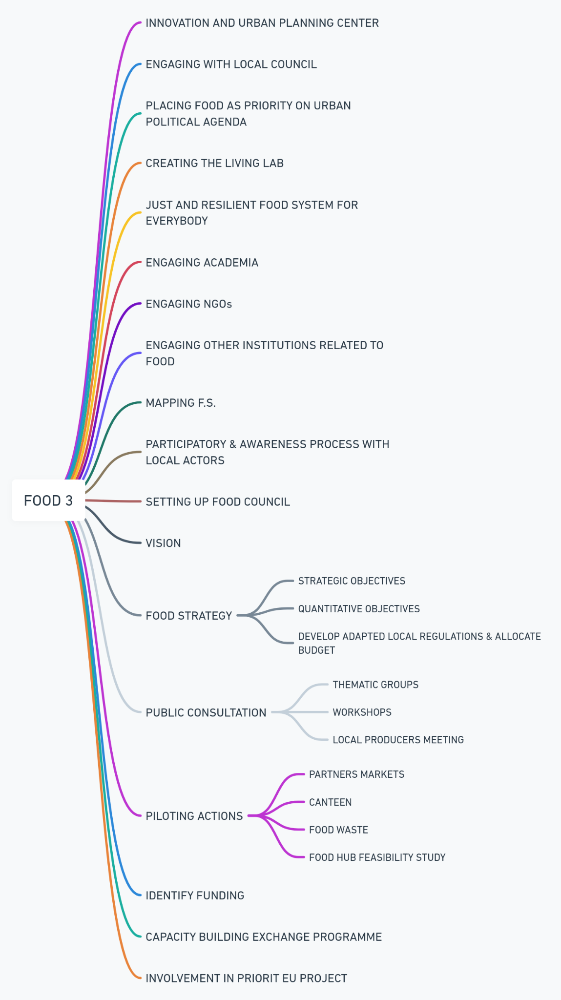 INNOVATION AND URBAN PLANNING CENTER
ENGAGING WITH LOCAL COUNCIL
PLACING FOOD AS PRIORITY ON URBAN
POLITICAL AGENDA
CREATING THE LIVING LAB
JUST AND RESILIENT FOOD SYSTEM FOR
EVERYBODY
ENGAGING ACADEMIA
ENGAGING NGOs
ENGAGING OTHER INSTITUTIONS RELATED TO
FOOD
MAPPING F.S.
PARTICIPATORY & AWARENESS PROCESS WITH
LOCAL ACTORS
FOOD 3
SETTING UP FOOD COUNCIL
VISION
FOOD STRATEGY
STRATEGIC OBJECTIVES
QUANTITATIVE OBJECTIVES
DEVELOP ADAPTED LOCAL REGULATIONS & ALLOCATE
BUDGET
PUBLIC CONSULTATION
THEMATIC GROUPS
WORKSHOPS
LOCAL PRODUCERS MEETING
PILOTING ACTIONS
PARTNERS MARKETS
CANTEEN
FOOD WASTE
FOOD HUB FEASIBILITY STUDY
IDENTIFY FUNDING
CAPACITY BUILDING EXCHANGE PROGRAMME
INVOLVEMENT IN PRIORIT EU PROJECT